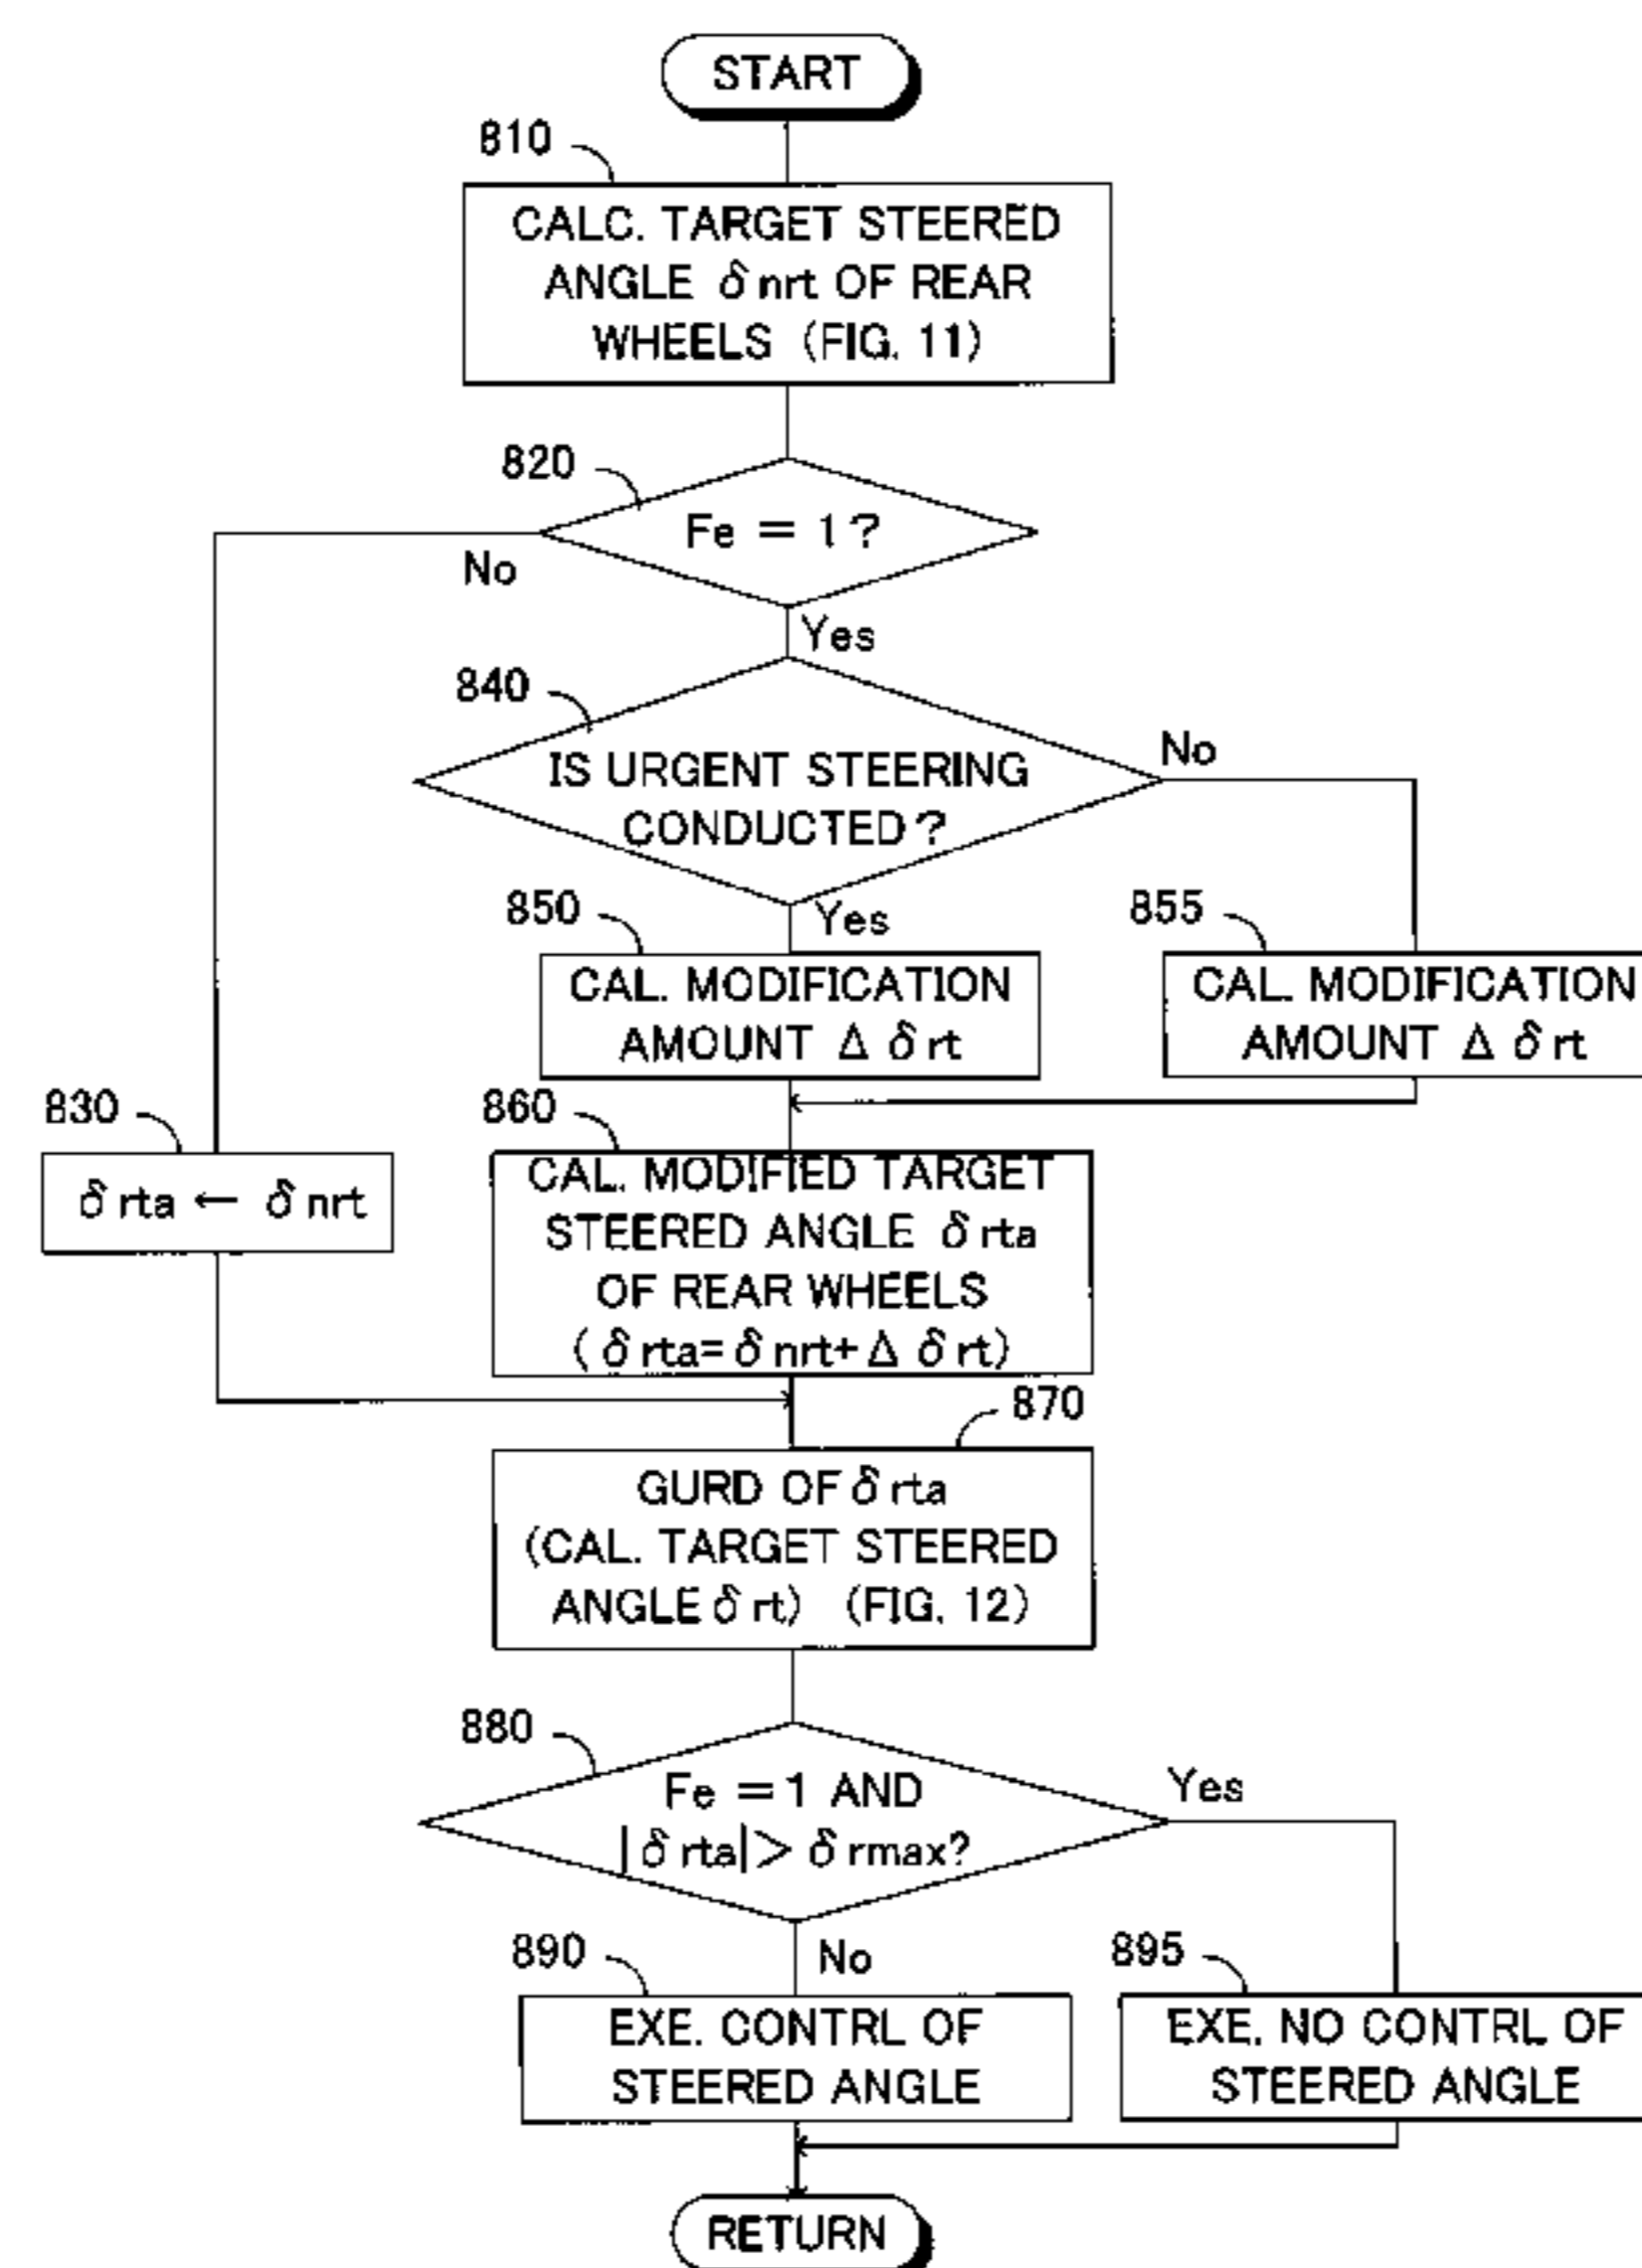 START
810
CALC. TARGET STEERED
ANGLE δnrt OF REAR
WHEELS (FIG. 11)
820
Fe = 1?
No
Yes
840
IS URGENT STEERING
CONDUCTED?
No
850
Yes
855
CAL. MODIFICATION
AMOUNT Δ δrt
CAL. MODIFICATION
AMOUNT Δ δrt
830
δrta ← δnrt
860
CAL. MODIFIED TARGET
STEERED ANGLE δrta
OF REAR WHEELS
(δrta=δnrt+Δ δrt)
870
GURD OF δrta
(CAL. TARGET STEERED
ANGLE δrt) (FIG. 12)
880
Fe = 1 AND
|δrta| > δrmax?
Yes
890
No
895
EXE. CONTRL OF
STEERED ANGLE
EXE. NO CONTRL OF
STEERED ANGLE
RETURN